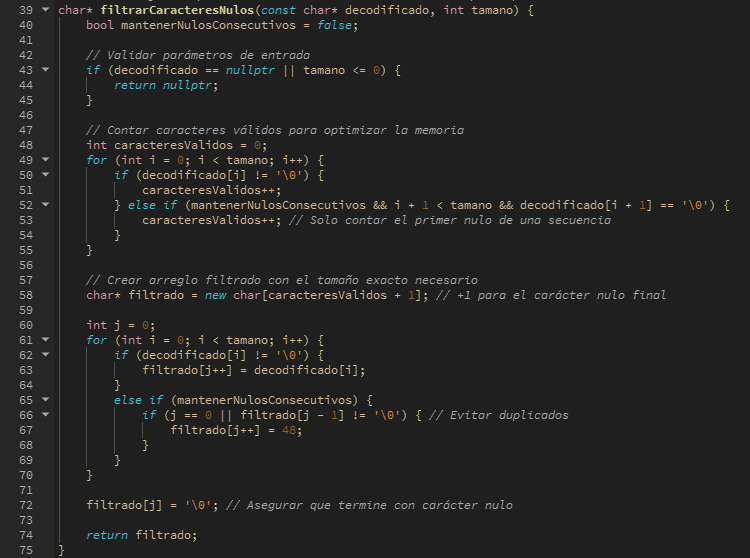 39 char* filtrarCaracteresNulos(const char* decodificado, int tamano) {
40     bool mantenerNulosConsecutivos = false;
41
42     // Validar parámetros de entrada
43     if (decodificado == nullptr || tamano <= 0) {
44         return nullptr;
45     }
46
47     // Contar caracteres válidos para optimizar la memoria
48     int caracteresValidos = 0;
49     for (int i = 0; i < tamano; i++) {
50         if (decodificado[i] != '\0') {
51             caracteresValidos++;
52         } else if (mantenerNulosConsecutivos && i + 1 < tamano && decodificado[i + 1] == '\0') {
53             caracteresValidos++; // Solo contar el primer nulo de una secuencia
54         }
55     }
56
57     // Crear arreglo filtrado con el tamaño exacto necesario
58     char* filtrado = new char[caracteresValidos + 1]; // +1 para el carácter nulo final
59
60     int j = 0;
61     for (int i = 0; i < tamano; i++) {
62         if (decodificado[i] != '\0') {
63             filtrado[j++] = decodificado[i];
64         }
65         else if (mantenerNulosConsecutivos) {
66             if (j == 0 || filtrado[j - 1] != '\0') { // Evitar duplicados
67                 filtrado[j++] = 48;
68             }
69         }
70     }
71
72     filtrado[j] = '\0'; // Asegurar que termine con carácter nulo
73
74     return filtrado;
75 }